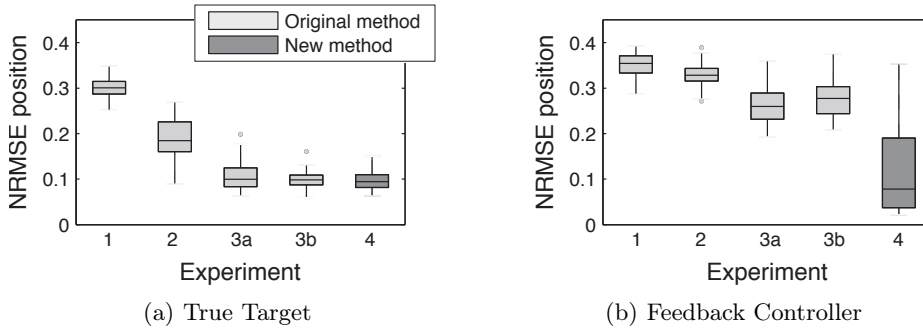 Original method
New method
NRMSE position
0.4
0.3
0.2
0.1
0
1
2
3a
3b
4
Experiment
(a) True Target
NRMSE position
0.4
0.3
0.2
0.1
0
1
2
3a
3b
4
Experiment
(b) Feedback Controller